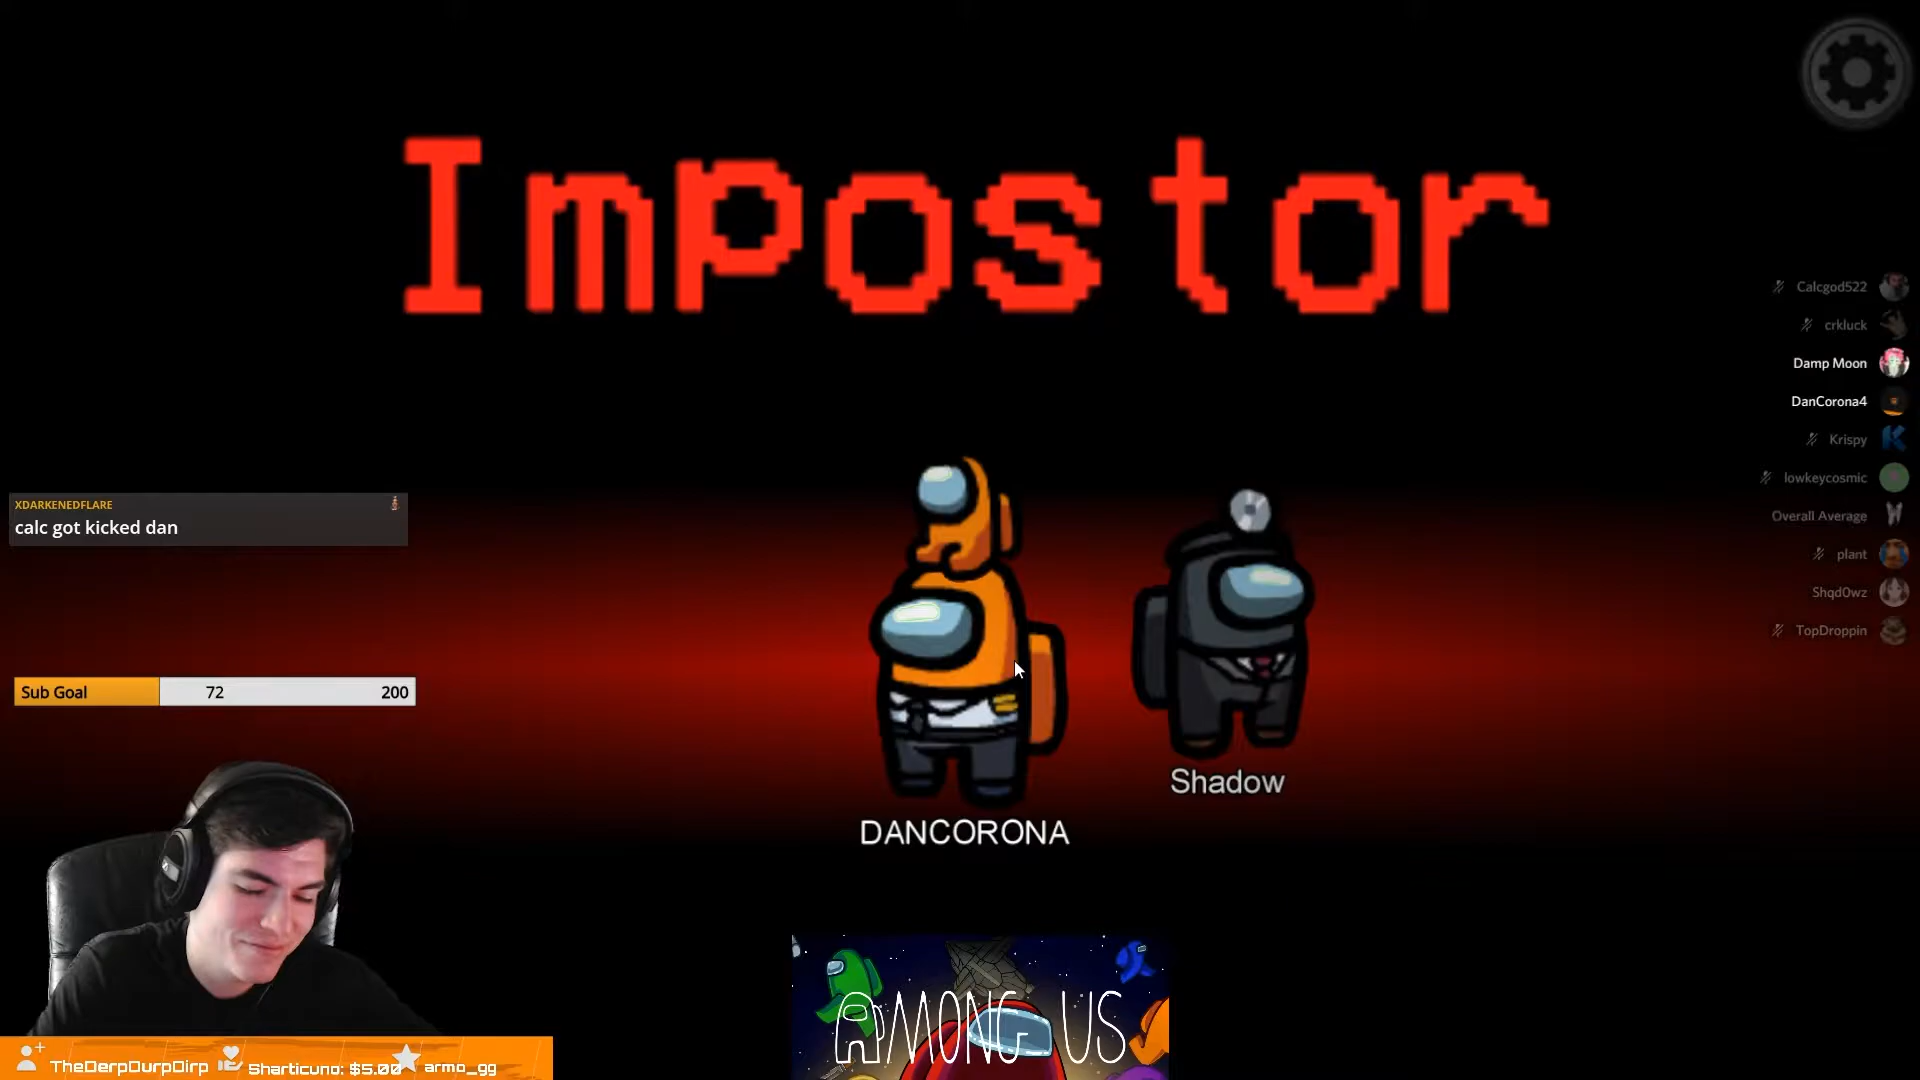 Impostor
Calcgod522
crkluck
Damp Moon
DanCorona4
Krispy
lowkeycosmic
Overall Average
plant
Shqd0wz
TopDroppin
XDARKENEDFLARE
calc got kicked dan
Sub Goal 72 200
Shadow
DANCORONA
AMONG US
TheDerpDurpDirp Sharticuno: $5.00 armo_gg